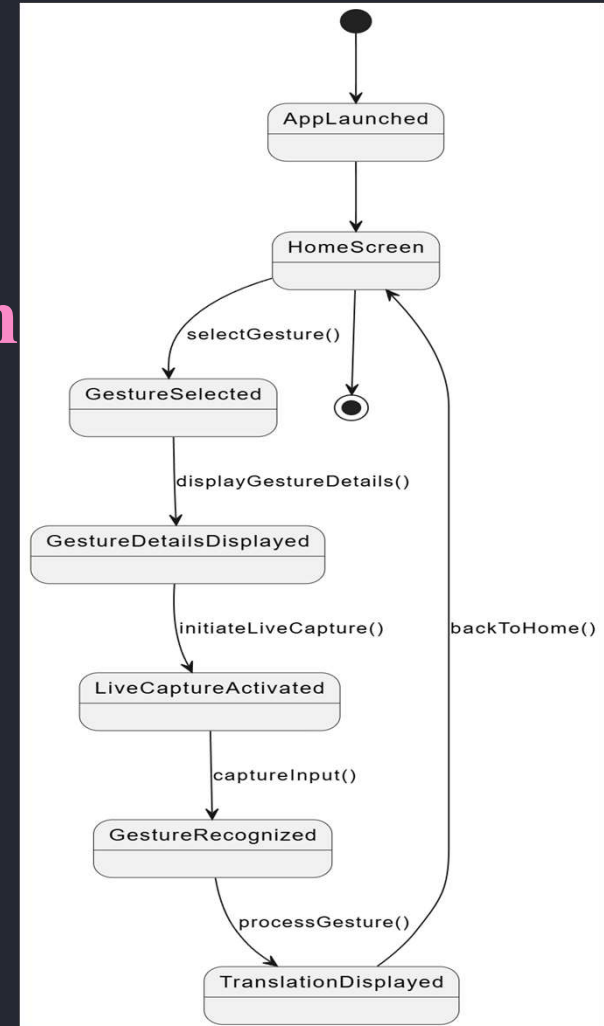 AppLaunched
HomeScreen
selectGesture()
GestureSelected
displayGestureDetails()
GestureDetailsDisplayed
initiateLiveCapture()
backToHome()
LiveCaptureActivated
captureInput()
GestureRecognized
processGesture()
TranslationDisplayed